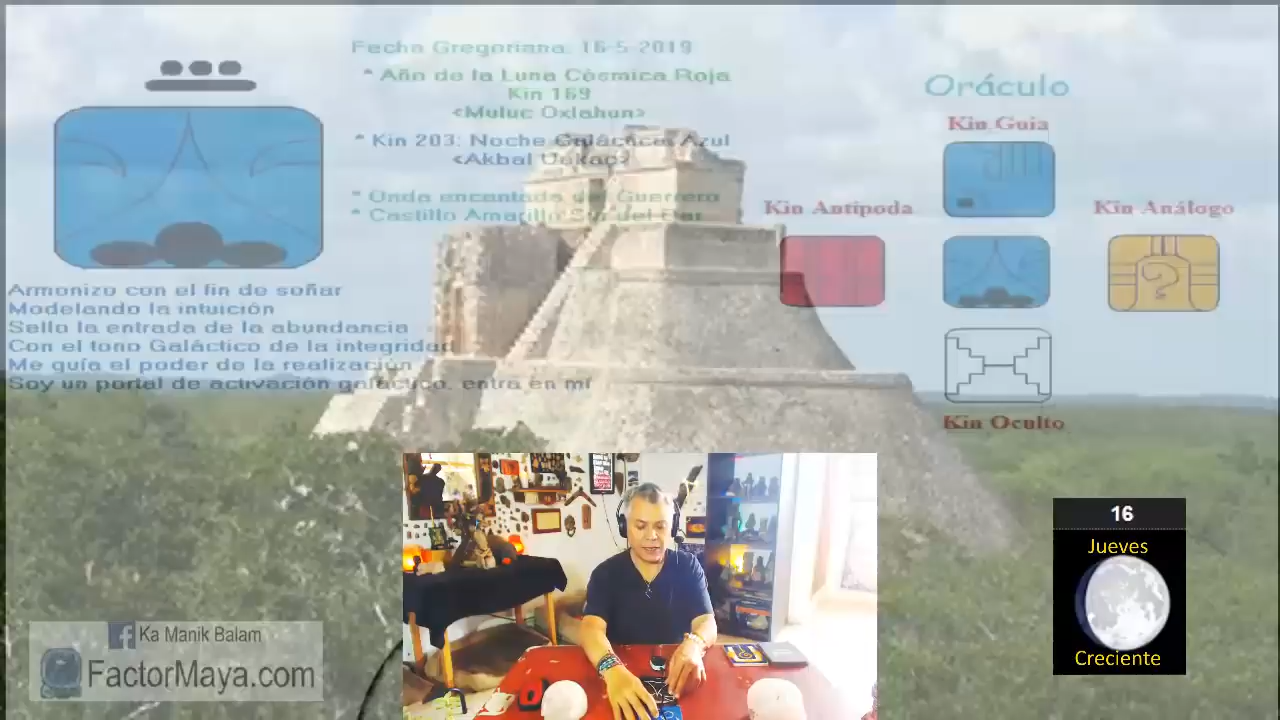 Fecha Gregoriana: 16-5-2019
* Año de la Luna Cósmica Roja
Kin 169
<Muluc Oxlahun>
* Kin 203: Noche Galáctica Azul
<Akbal Uaxac>
* Onda encantada del Guerrero
* Castillo Amarillo Sur del Dar
Armonizo con el fin de soñar
Modelando la intuición
Sello la entrada de la abundancia
Con el tono Galáctico de la integridad
Me guía el poder de la realización
Soy un portal de activación galáctico, entra en mí
Oráculo
Kin Guia
Kin Antípoda
Kin Análogo
Kin Oculto
16
Jueves
Creciente
Ka Manik Balam
FactorMaya.com